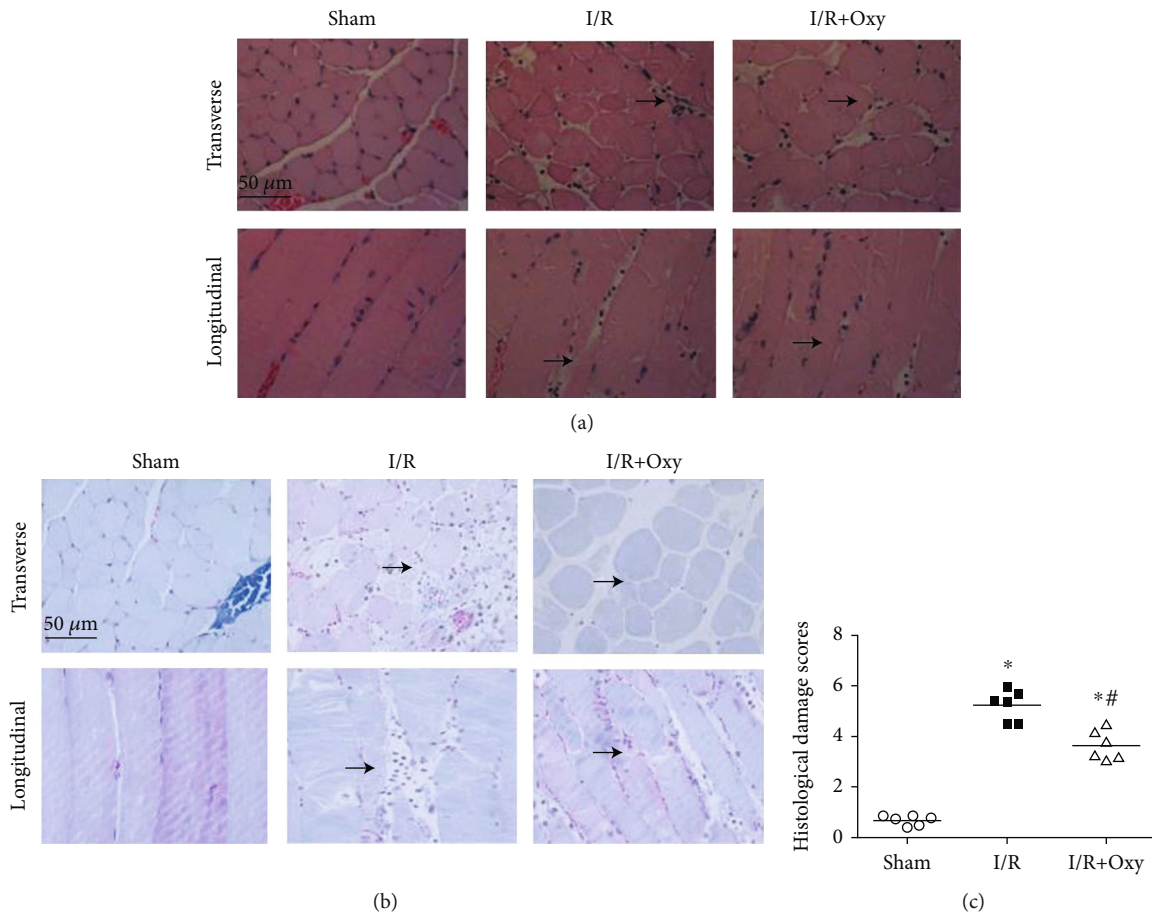 Sham I/R I/R+Oxy
Transverse
50 μm
Longitudinal
(a)
Sham I/R I/R+Oxy
Transverse
50 μm
Longitudinal
(b)
Histological damage scores
8
6
4
2
0
*
*#
Sham I/R I/R+Oxy
(c)